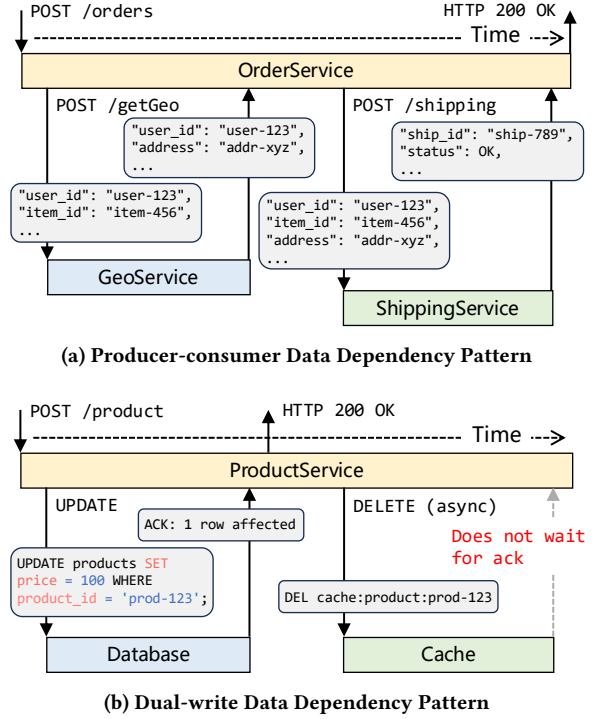 POST /orders
HTTP 200 OK
Time
OrderService
POST /getGeo
POST /shipping
"user_id": "user-123",
"address": "addr-xyz",
...
"ship_id": "ship-789",
"status": OK,
...
"user_id": "user-123",
"item_id": "item-456",
...
"user_id": "user-123",
"item_id": "item-456",
"address": "addr-xyz",
...
GeoService
ShippingService
(a) Producer-consumer Data Dependency Pattern
POST /product
HTTP 200 OK
Time
ProductService
UPDATE
DELETE (async)
ACK: 1 row affected
Does not wait
for ack
UPDATE products SET
price = 100 WHERE
product_id = 'prod-123';
DEL cache:product:prod-123
Database
Cache
(b) Dual-write Data Dependency Pattern